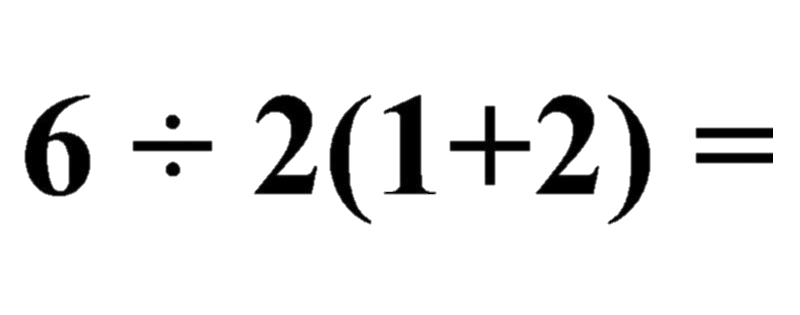 6 ÷ 2(1+2) =